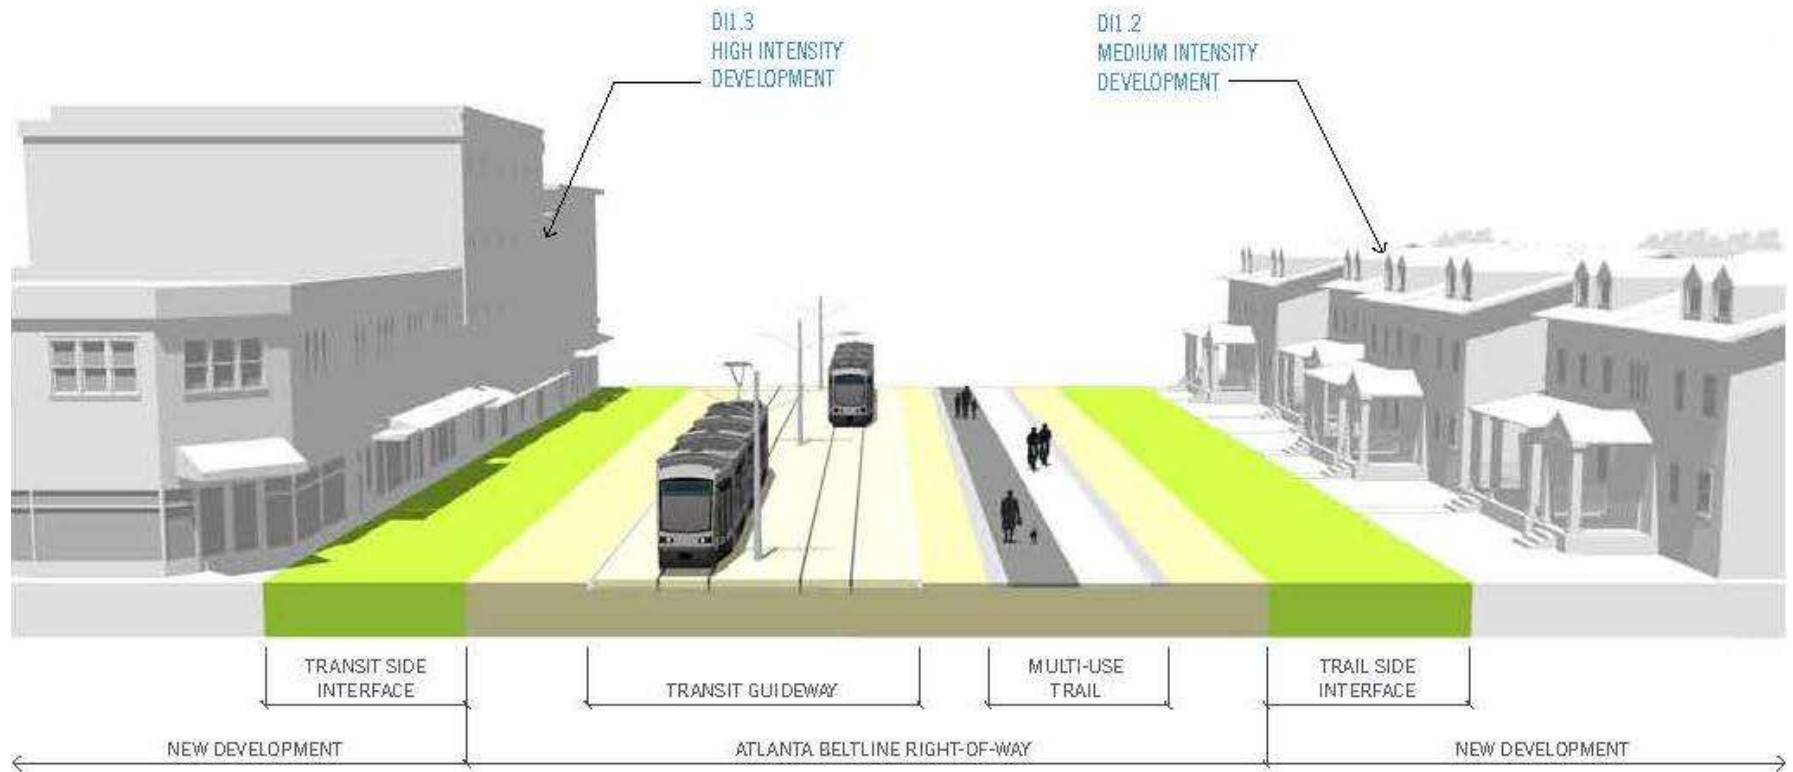 DI1.3
HIGH INTENSITY
DEVELOPMENT
DI1.2
MEDIUM INTENSITY
DEVELOPMENT
TRANSIT SIDE
INTERFACE
TRANSIT GUIDEWAY
MULTI-USE
TRAIL
TRAIL SIDE
INTERFACE
NEW DEVELOPMENT
ATLANTA BELTLINE RIGHT-OF-WAY
NEW DEVELOPMENT